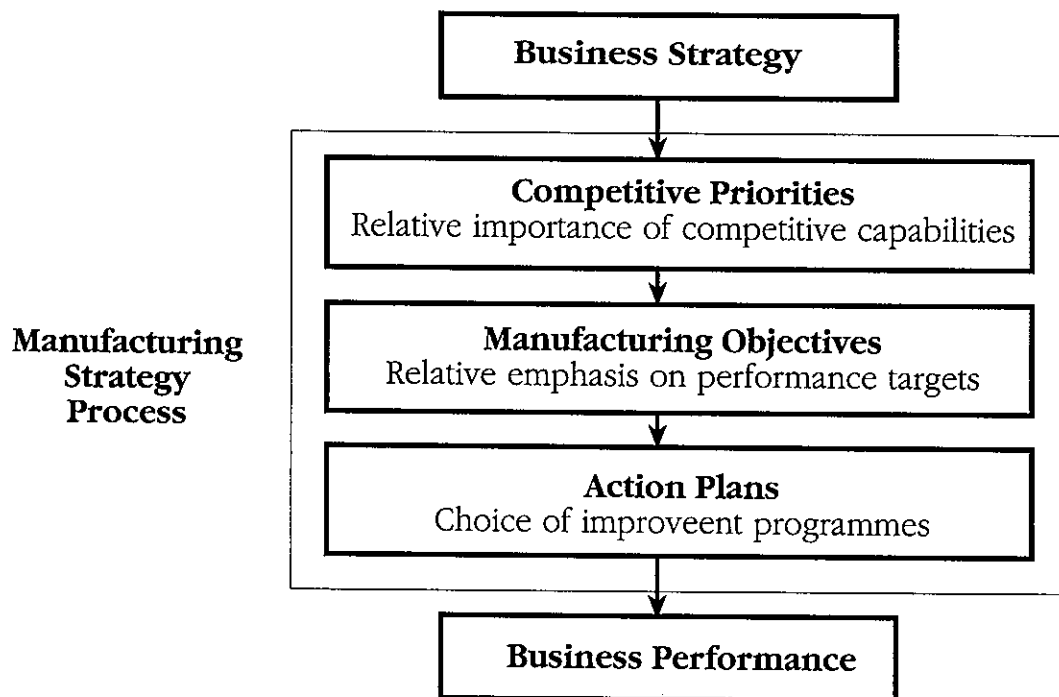 Business Strategy
Competitive Priorities
Relative importance of competitive capabilities
Manufacturing
Strategy
Process
Manufacturing Objectives
Relative emphasis on performance targets
Action Plans
Choice of improveent programmes
Business Performance